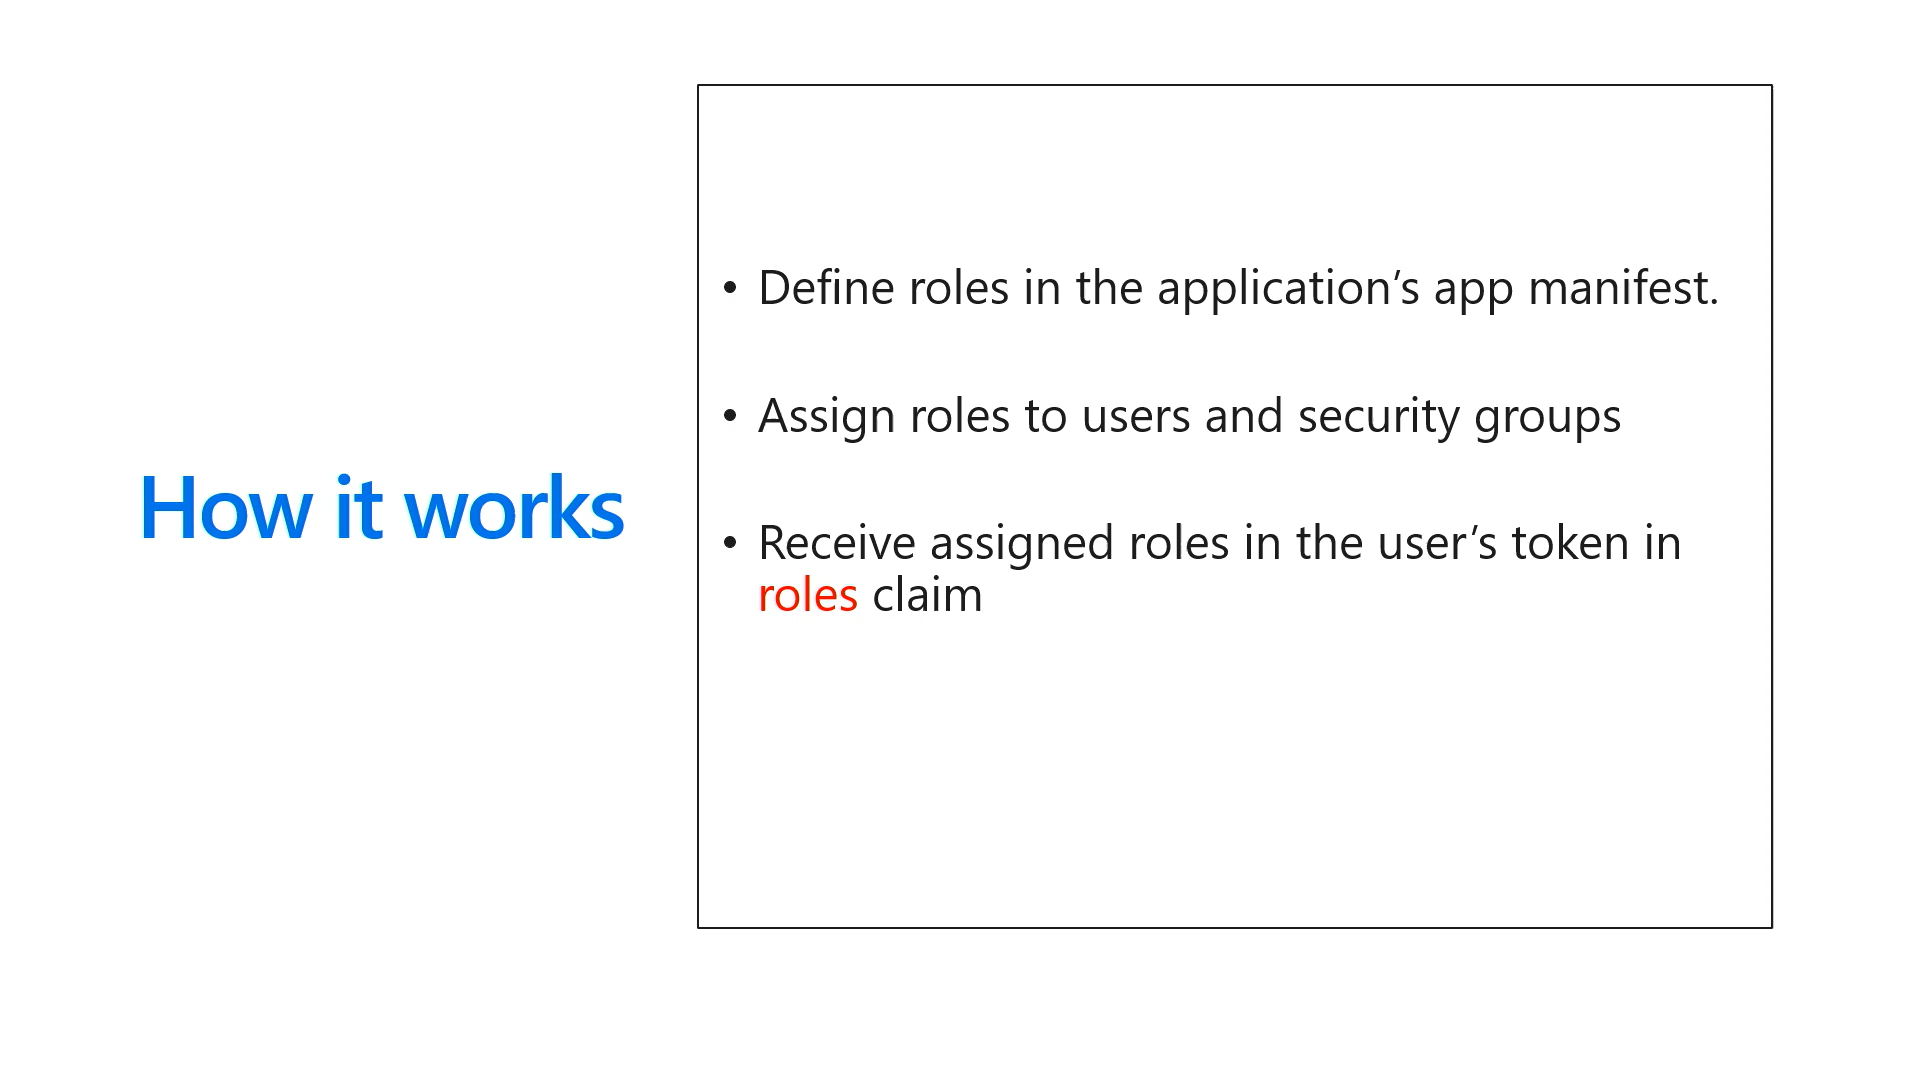 How it works
• Define roles in the application’s app manifest.
• Assign roles to users and security groups
• Receive assigned roles in the user’s token in
roles claim